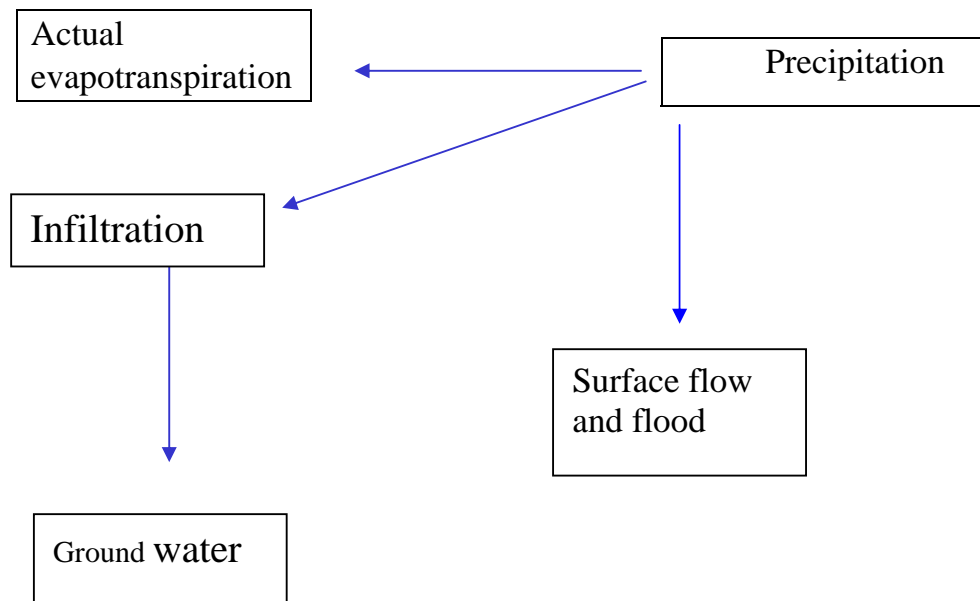 Actual
evapotranspiration
Precipitation
Infiltration
Surface flow
and flood
Ground water